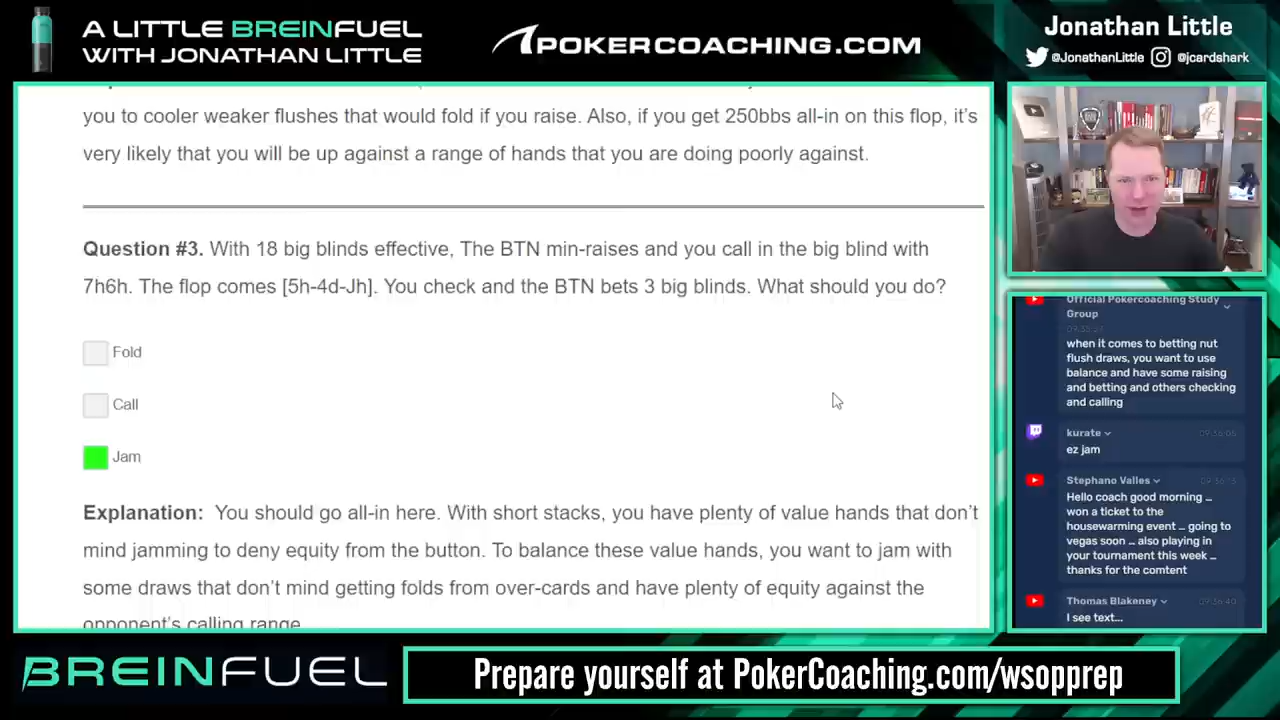 A LITTLE BREINFUEL
WITH JONATHAN LITTLE
POKERCOACHING.COM
Jonathan Little
@JonathanLittle @jcardshark
you to cooler weaker flushes that would fold if you raise. Also, if you get 250bbs all-in on this flop, it's
very likely that you will be up against a range of hands that you are doing poorly against.
Question #3. With 18 big blinds effective, The BTN min-raises and you call in the big blind with
7h6h. The flop comes [5h-4d-Jh]. You check and the BTN bets 3 big blinds. What should you do?
Fold
Call
Jam
Explanation: You should go all-in here. With short stacks, you have plenty of value hands that don't
mind jamming to deny equity from the button. To balance these value hands, you want to jam with
some draws that don't mind getting folds from over-cards and have plenty of equity against the
opponent's calling range
Official Pokercoaching Study
Group
when it comes to betting nut
flush draws, you want to use
balance and have some raising
and betting and others checking
and calling
kurate
ez jam
Stephano Valles
Hello coach good morning ...
won a ticket to the
housewarming event ... going to
vegas soon ... also playing in
your tournament this week ...
thanks for the comtent
Thomas Blakeney 09:36:40
I see text...
BREINFUEL
Prepare yourself at PokerCoaching.com/wsopprep